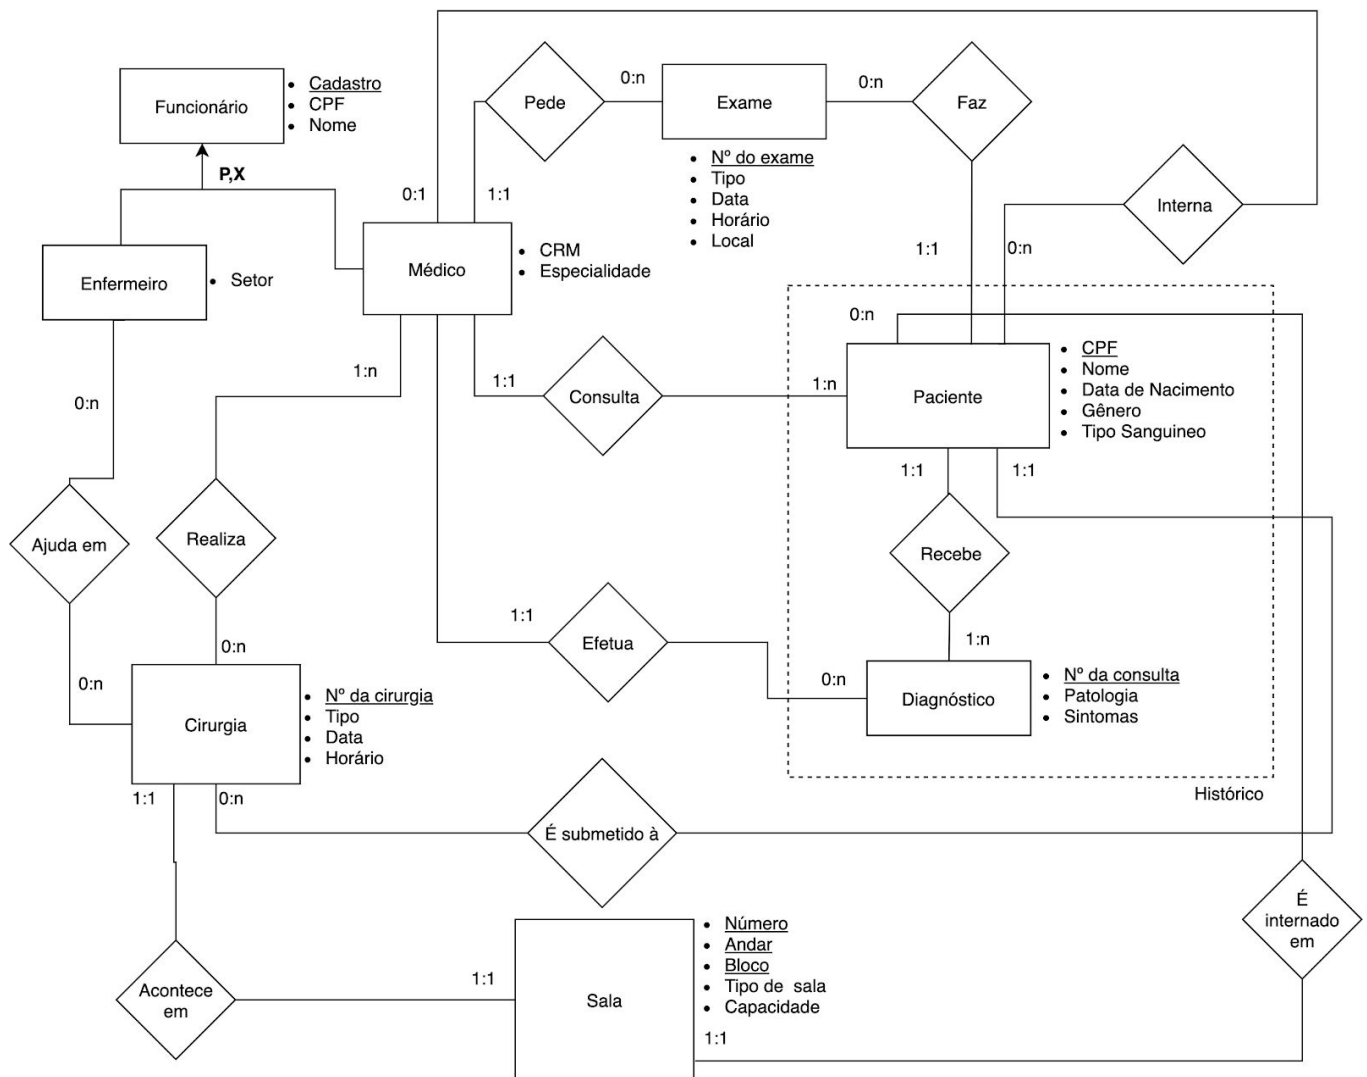 Funcionário
Cadastro
CPF
Nome
P,X
Pede
0:n
Exame
0:n
Faz
Nº do exame
Tipo
Data
Horário
Local
0:1
1:1
Interna
Enfermeiro
Setor
Médico
CRM
Especialidade
1:1
0:n
0:n
1:n
1:1
Consulta
1:n
Paciente
CPF
Nome
Data de Nacimento
Gênero
Tipo Sanguineo
0:n
1:1
1:1
Ajuda em
Realiza
Recebe
1:1
Efetua
0:n
1:n
0:n
0:n
Cirurgia
Nº da cirurgia
Tipo
Data
Horário
Diagnóstico
Nº da consulta
Patologia
Sintomas
Histórico
1:1
0:n
É submetido à
É
internado
em
Acontece
em
1:1
Sala
Número
Andar
Bloco
Tipo de sala
Capacidade
1:1